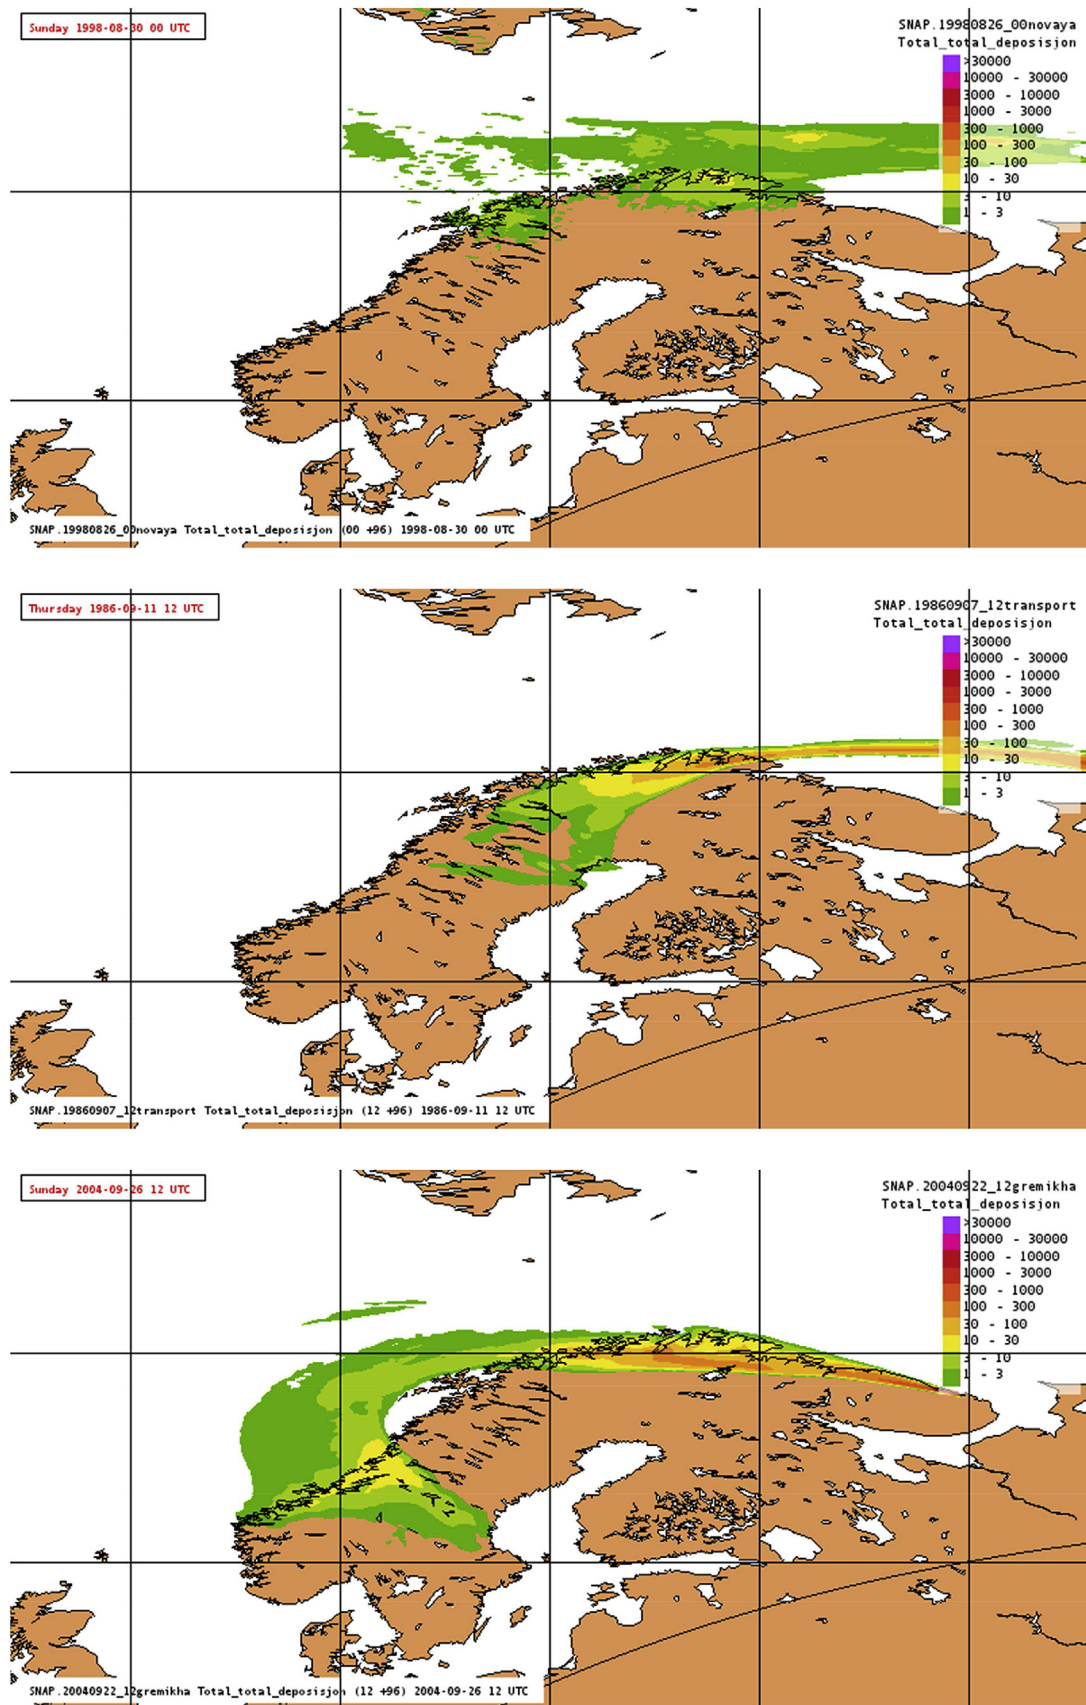 Sunday 1998-08-30 00 UTC
SNAP.19980826_00novaya
Total_total_deposisjon
>30000
10000 - 30000
3000 - 10000
1000 - 3000
300 - 1000
100 - 300
30 - 100
10 - 30
3 - 10
1 - 3
SNAP.19980826_00novaya Total_total_deposisjon (00 +96) 1998-08-30 00 UTC
Thursday 1986-09-11 12 UTC
SNAP.19860907_12transport
Total_total_deposisjon
>30000
10000 - 30000
3000 - 10000
1000 - 3000
300 - 1000
100 - 300
30 - 100
10 - 30
3 - 10
1 - 3
SNAP.19860907_12transport Total_total_deposisjon (12 +96) 1986-09-11 12 UTC
Sunday 2004-09-26 12 UTC
SNAP.20040922_12gremikha
Total_total_deposisjon
>30000
10000 - 30000
3000 - 10000
1000 - 3000
300 - 1000
100 - 300
30 - 100
10 - 30
3 - 10
1 - 3
SNAP.20040922_12gremikha Total_total_deposisjon (12 +96) 2004-09-26 12 UTC